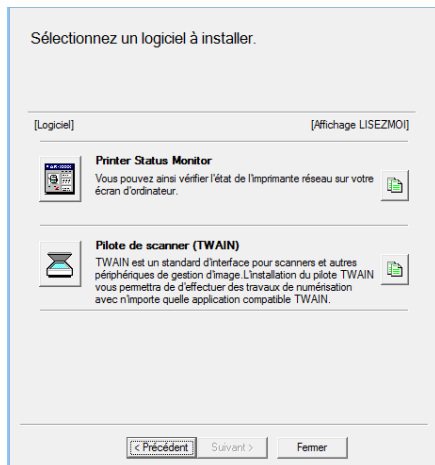 Sélectionnez un logiciel à installer.
[Logiciel] [Affichage LISEZMOI]
Printer Status Monitor
Vous pouvez ainsi vérifier l'état de l'imprimante réseau sur votre
écran d'ordinateur.
Pilote de scanner (TWAIN)
TWAIN est un standard d'interface pour scanners et autres
périphériques de gestion d'image.L'installation du pilote TWAIN
vous permettra de d'effectuer des travaux de numérisation
avec n'importe quelle application compatible TWAIN.
< Précédent Suivant > Fermer